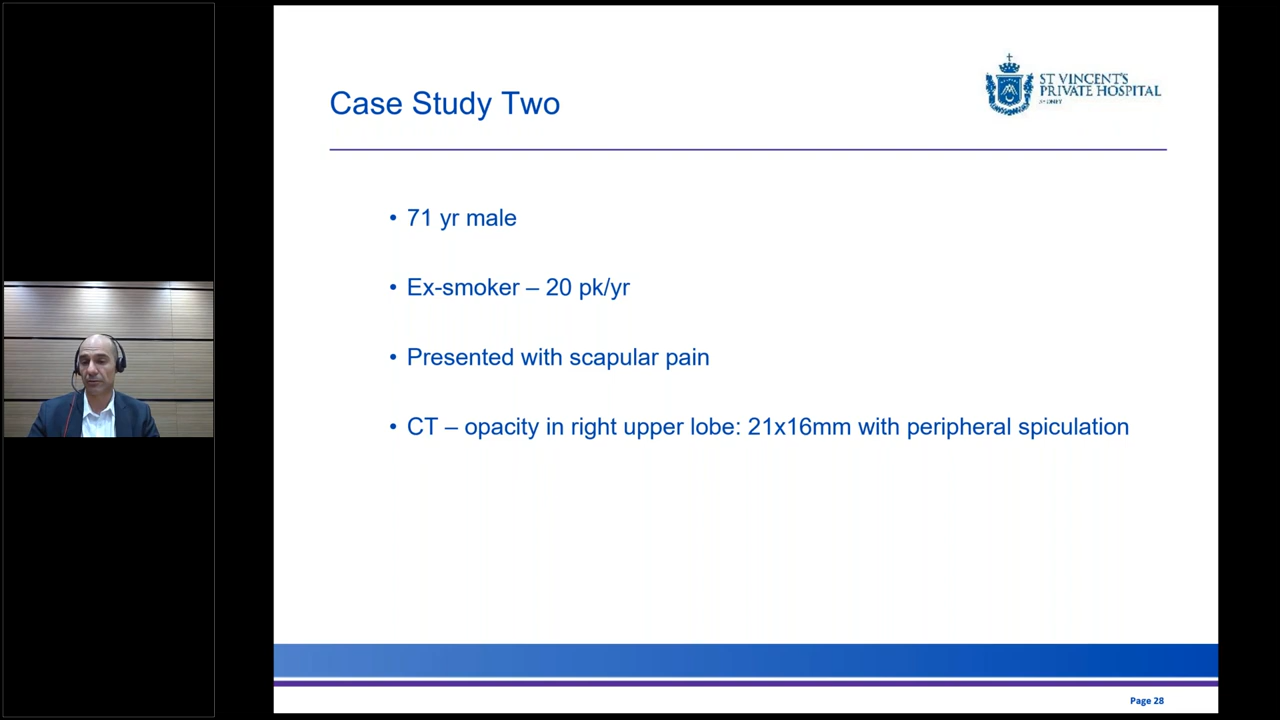 Case Study Two
ST VINCENT'S
PRIVATE HOSPITAL
SYDNEY
• 71 yr male
• Ex-smoker – 20 pk/yr
• Presented with scapular pain
• CT – opacity in right upper lobe: 21x16mm with peripheral spiculation
Page 28